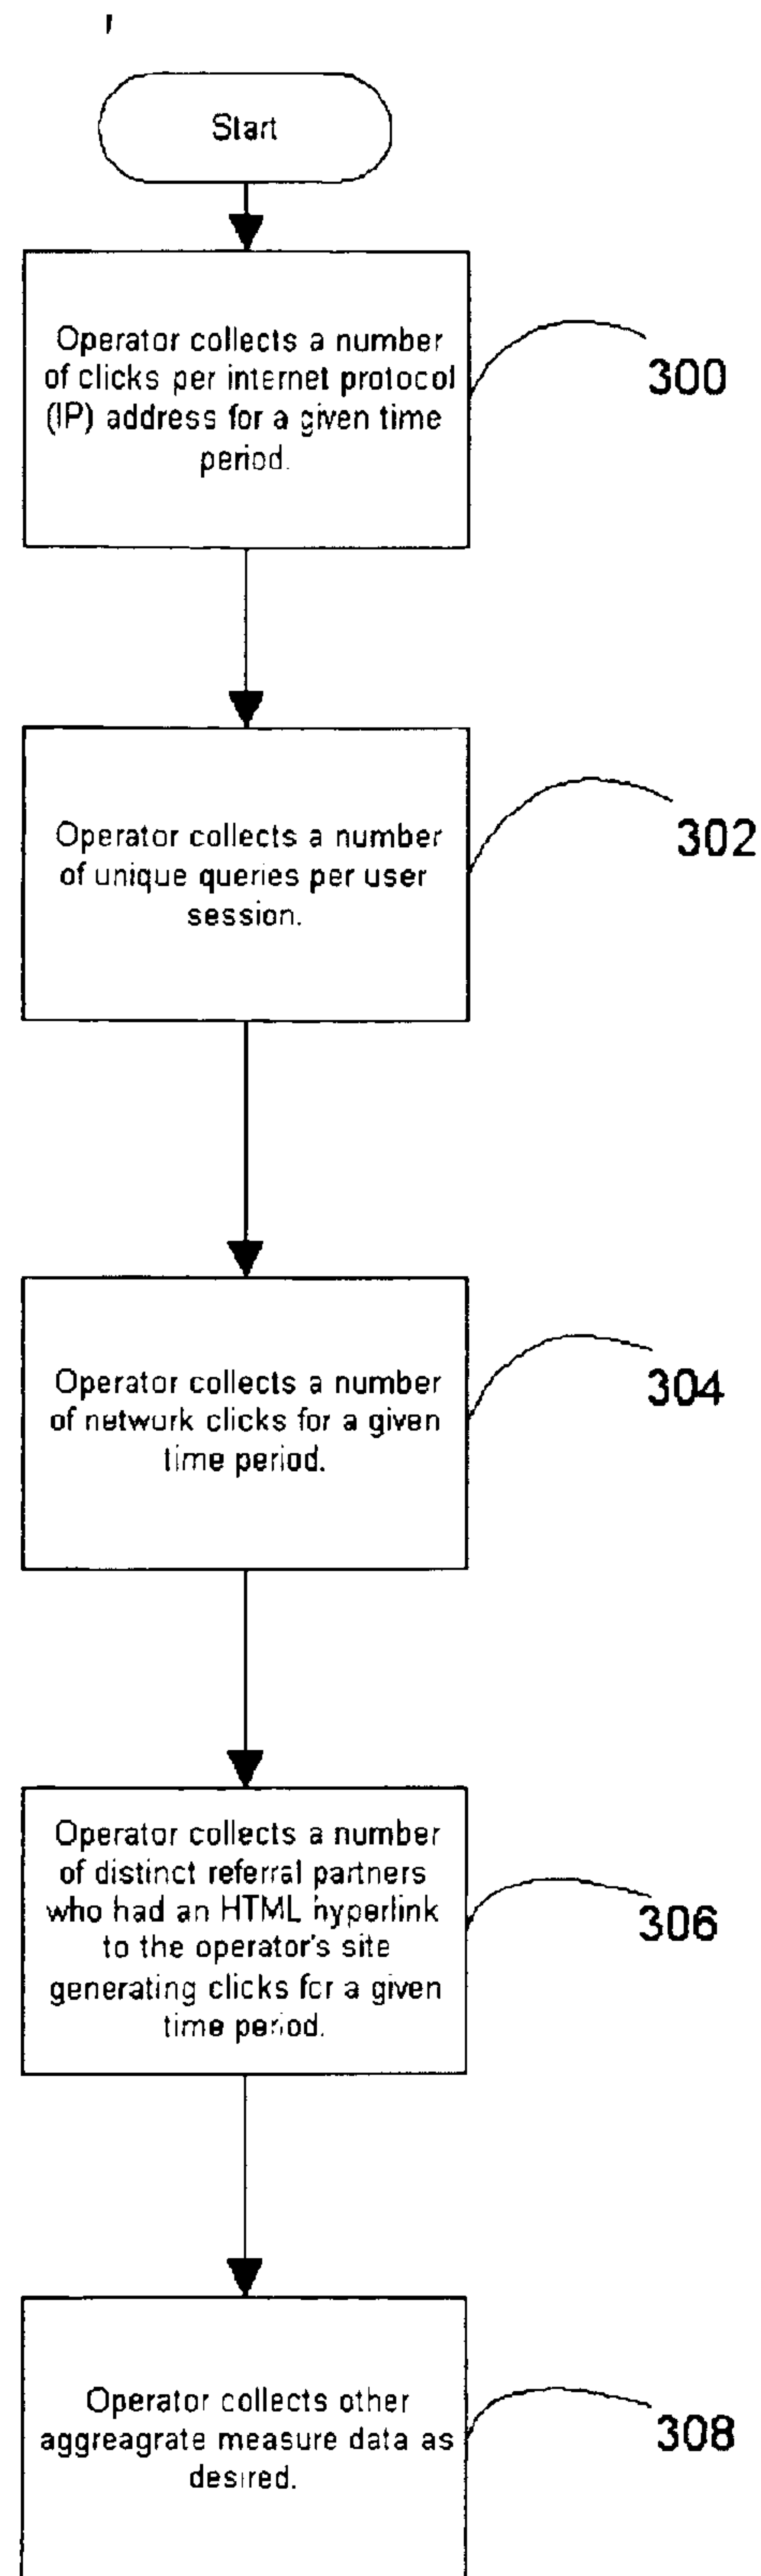 Start
Operator collects a number
of clicks per internet protocol
(IP) address for a given time
period.
300
Operator collects a number
of unique queries per user
session.
302
Operator collects a number
of network clicks for a given
time period.
304
Operator collects a number
of distinct referral partners
who had an HTML hyperlink
to the operator's site
generating clicks for a given
time period.
306
Operator collects other
aggreagrate measure data as
desired.
308